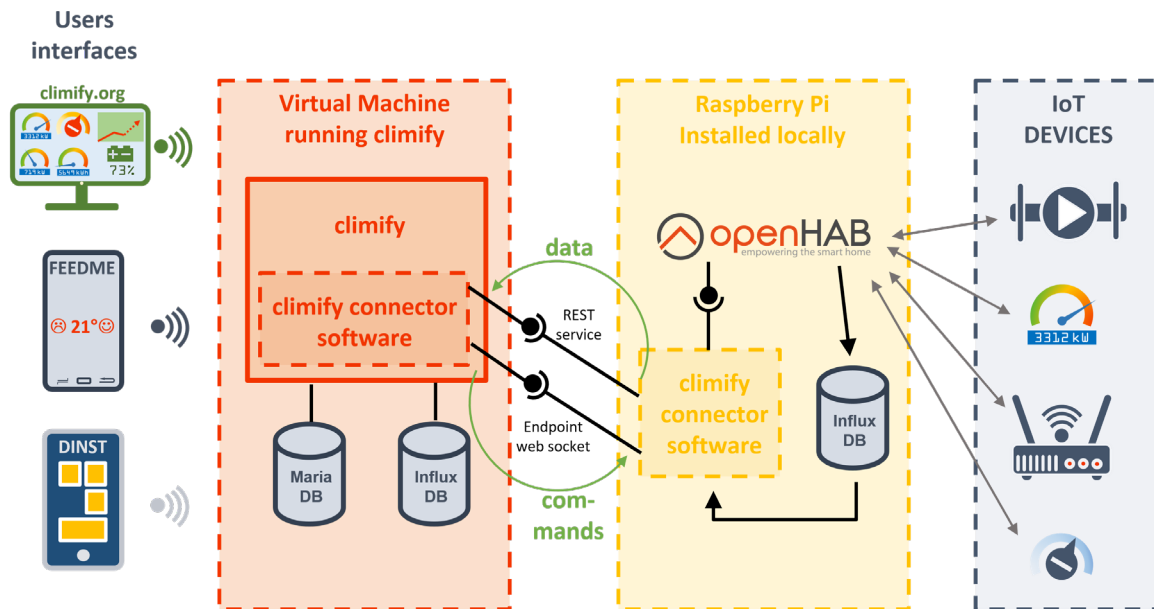 Users
interfaces
climify.org
3312 kW
719 kW
5649 kWh
73%
FEEDME
21°
DINST
Virtual Machine
running climify
climify
climify connector
software
Maria
DB
Influx
DB
data
REST
service
Endpoint
web socket
com-
mands
Raspberry Pi
Installed locally
openHAB
empowering the smart home
climify
connector
software
Influx
DB
IoT
DEVICES
3312 kW